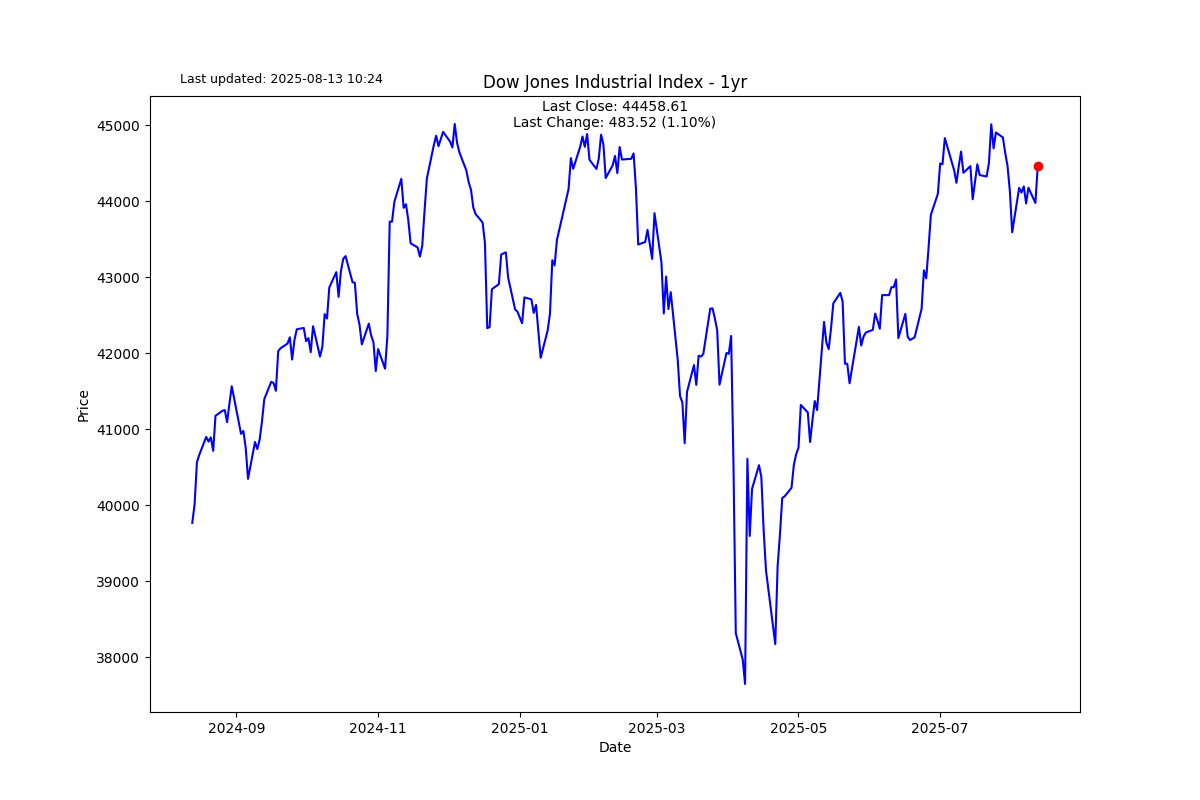 Last updated: 2025-08-13 10:24
Dow Jones Industrial Index - 1yr
Last Close: 44458.61
Last Change: 483.52 (1.10%)
45000
44000
43000
42000
41000
40000
39000
38000
Price
2024-09
2024-11
2025-01
2025-03
2025-05
2025-07
Date